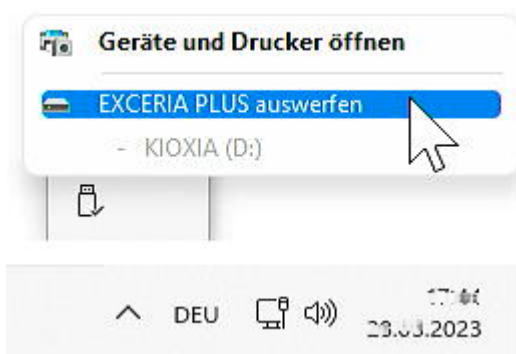 Geräte und Drucker öffnen
EXCERIA PLUS auswerfen
- KIOXIA (D:)
DEU